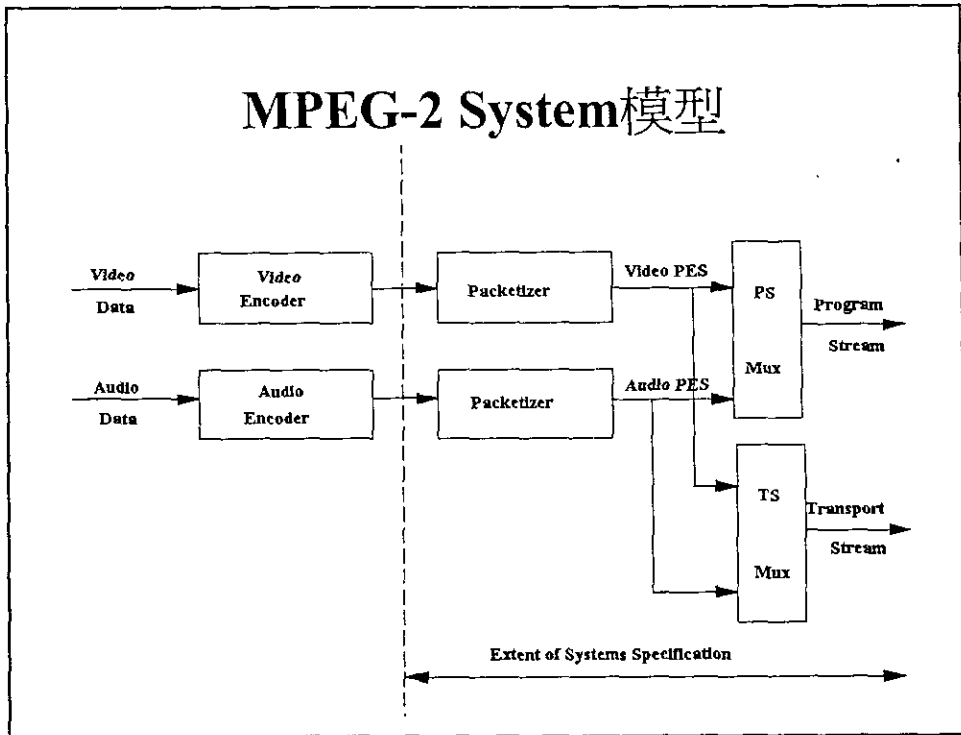 MPEG-2 System模型
Video
Data
Video
Encoder
Packetizer
Video PES
PS
Mux
Program
Stream
Audio
Data
Audio
Encoder
Packetizer
Audio PES
TS
Mux
Transport
Stream
Extent of Systems Specification